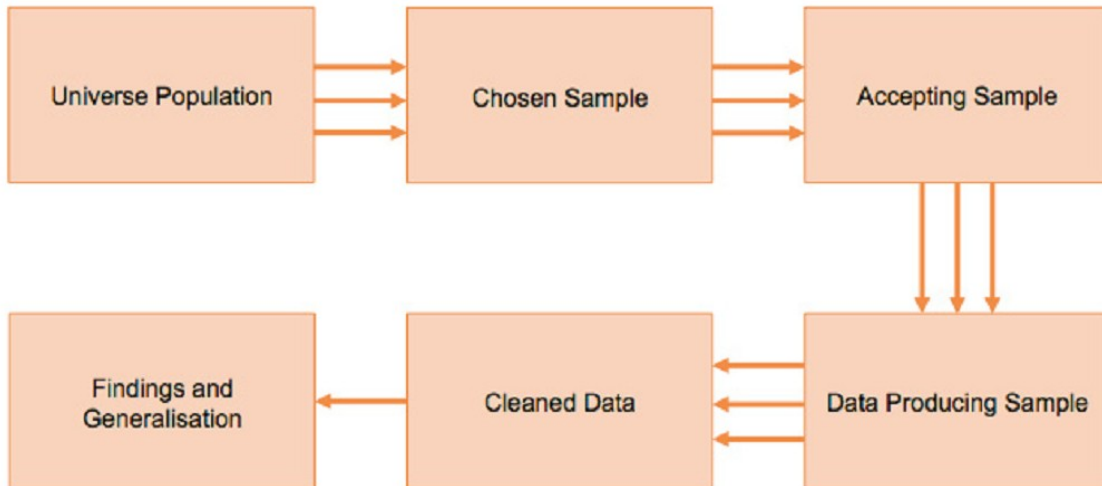 Universe Population
Chosen Sample
Accepting Sample
Data Producing Sample
Cleaned Data
Findings and
Generalisation